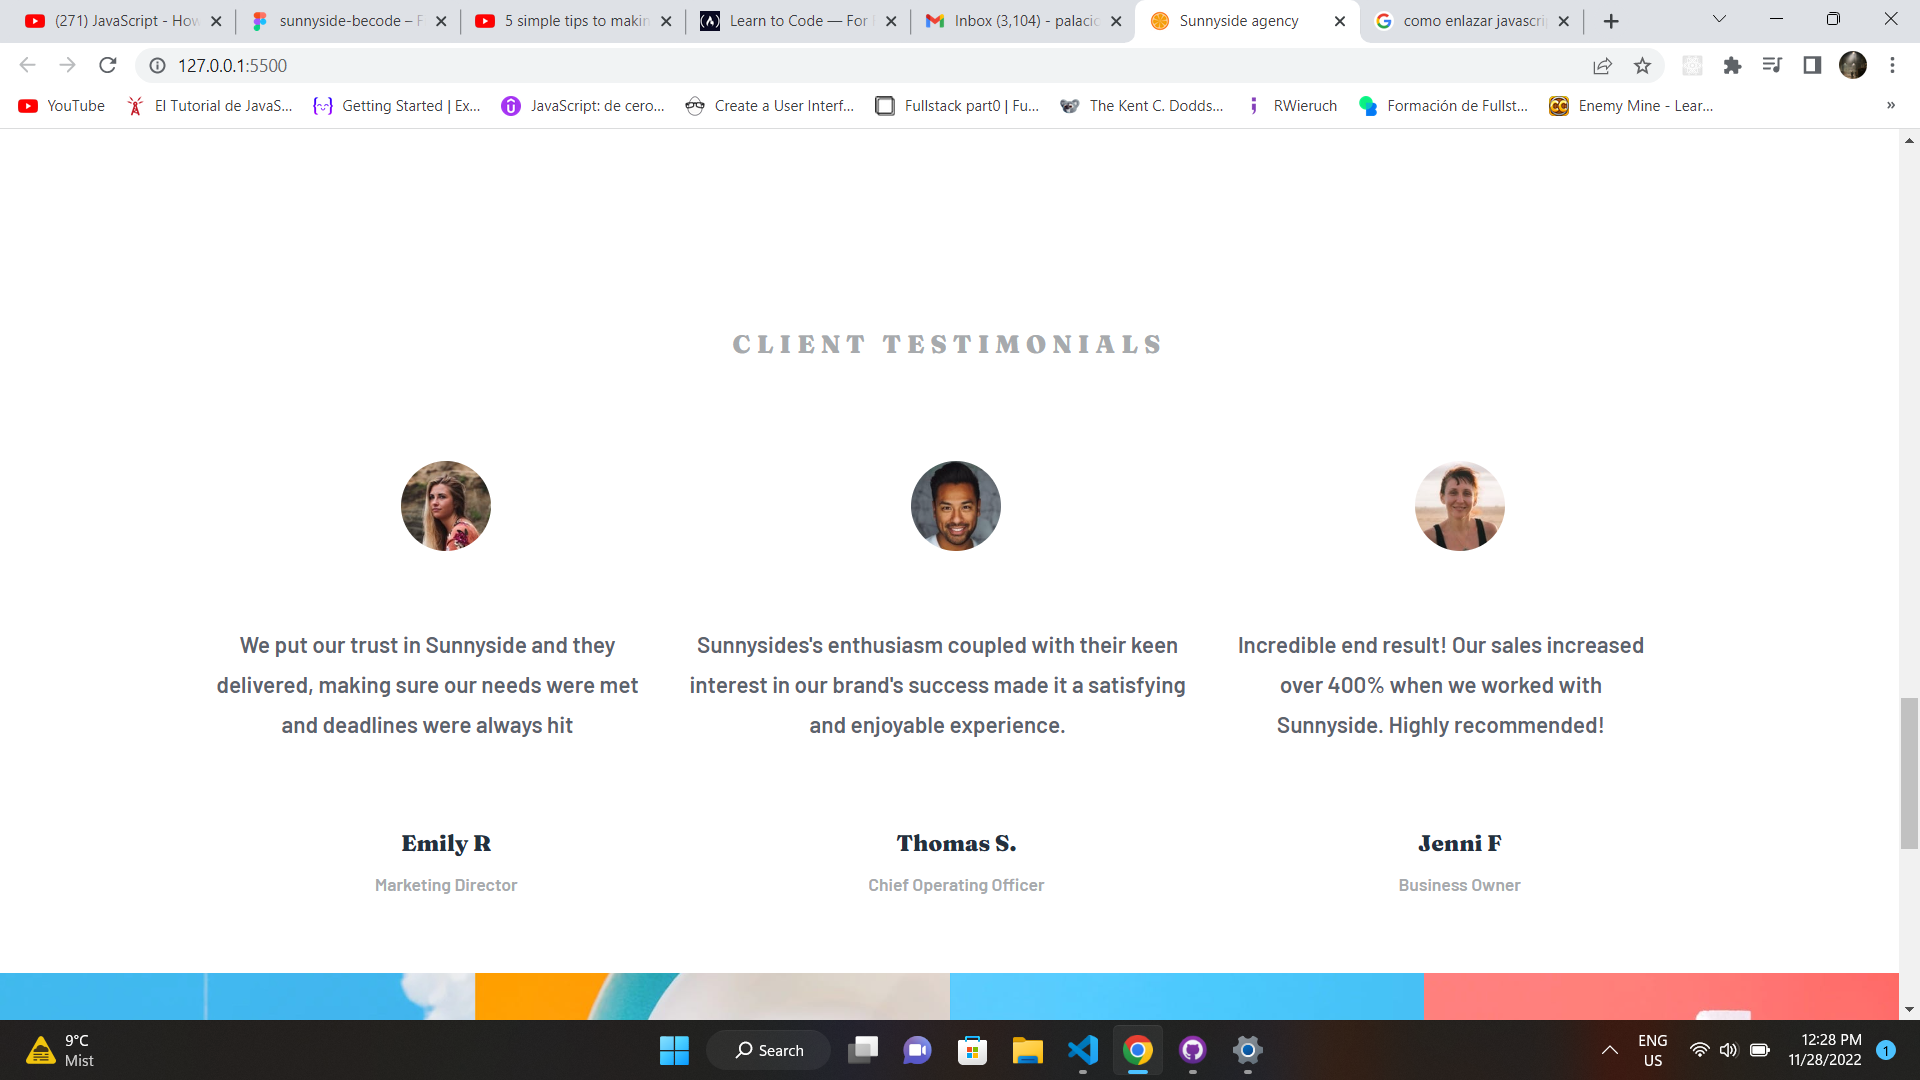 (271) JavaScript - How
sunnyside-becode – F
5 simple tips to makin
Learn to Code — For
Inbox (3,104) - palacio
Sunnyside agency
como enlazar javascrip
127.0.0.1:5500
YouTube
El Tutorial de JavaS...
Getting Started | Ex...
JavaScript: de cero...
Create a User Interf...
Fullstack part0 | Fu...
The Kent C. Dodds...
RWieruch
Formación de Fullst...
Enemy Mine - Lear...
»
CLIENT TESTIMONIALS
We put our trust in Sunnyside and they
delivered, making sure our needs were met
and deadlines were always hit
Sunnysides's enthusiasm coupled with their keen
interest in our brand's success made it a satisfying
and enjoyable experience.
Incredible end result! Our sales increased
over 400% when we worked with
Sunnyside. Highly recommended!
Emily R
Marketing Director
Thomas S.
Chief Operating Officer
Jenni F
Business Owner
9°C
Mist
Search
ENG
US
12:28 PM
11/28/2022
1